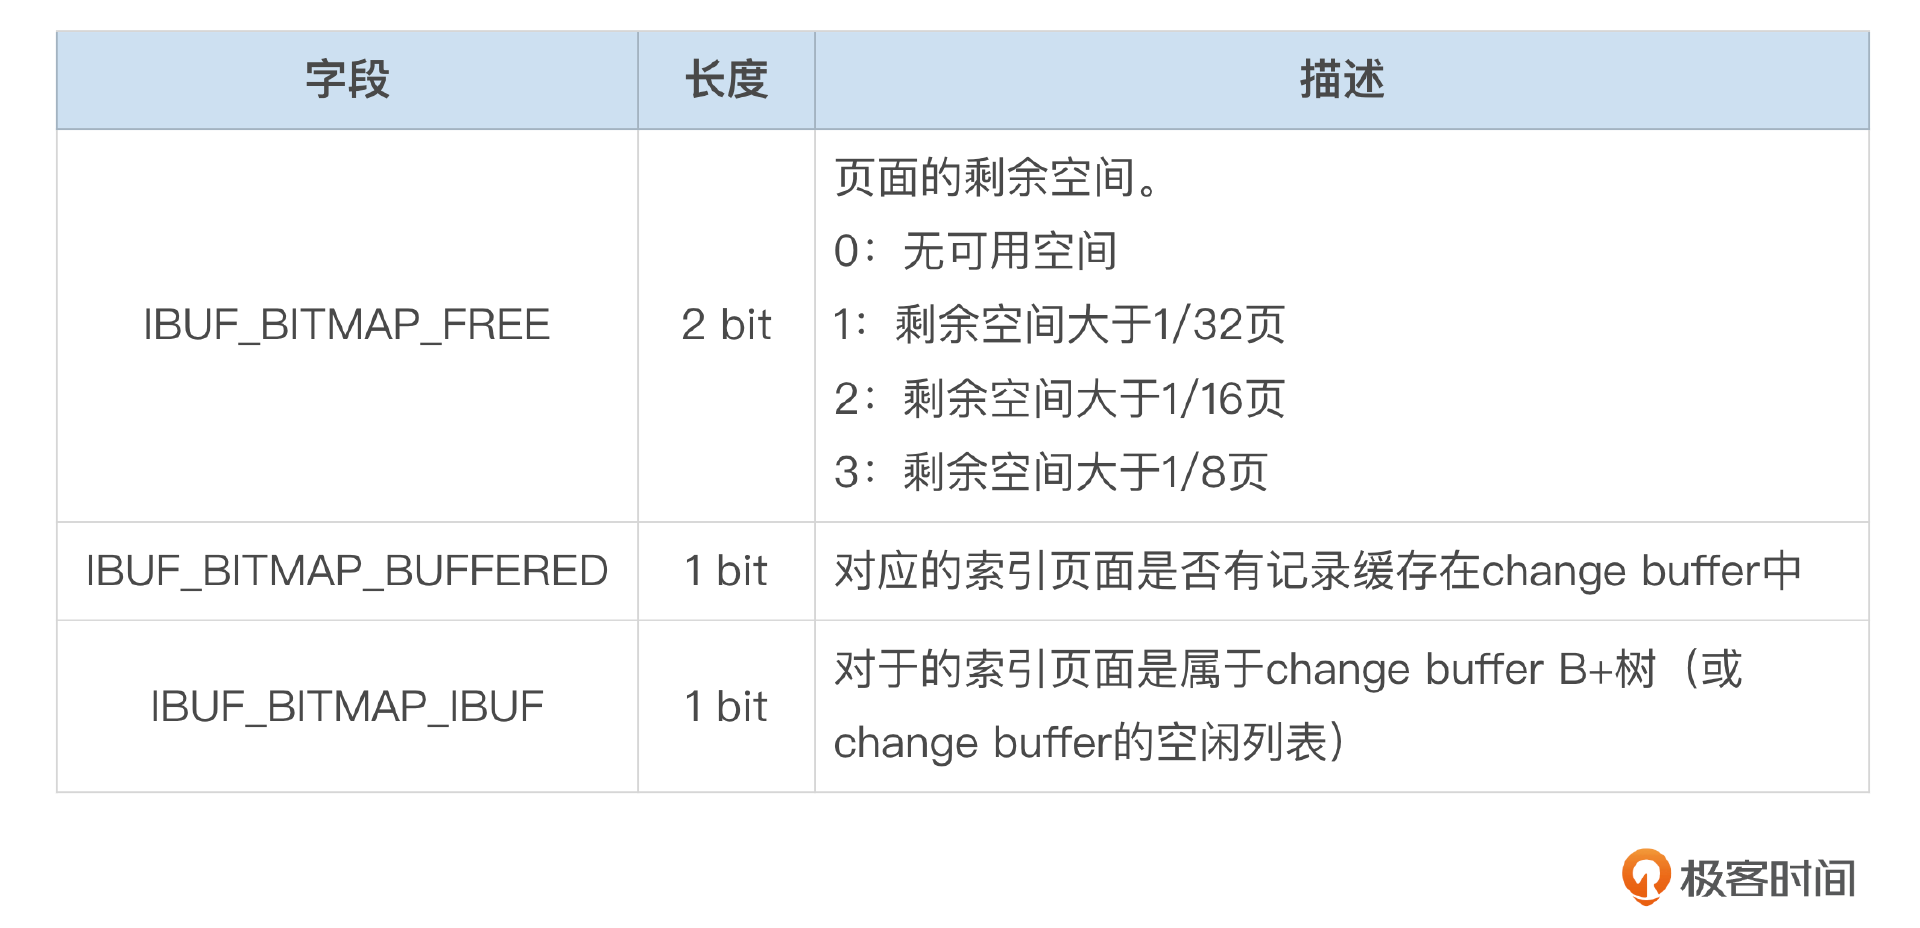 字段 长度 描述
页面的剩余空间。
0：无可用空间
IBUF_BITMAP_FREE 2 bit 1：剩余空间大于1/32页
2：剩余空间大于1/16页
3：剩余空间大于1/8页
IBUF_BITMAP_BUFFERED 1 bit 对应的索引页面是否有记录缓存在change buffer中
IBUF_BITMAP_IBUF 1 bit 对于的索引页面是属于change buffer B+树（或
change buffer的空闲列表）
极客时间